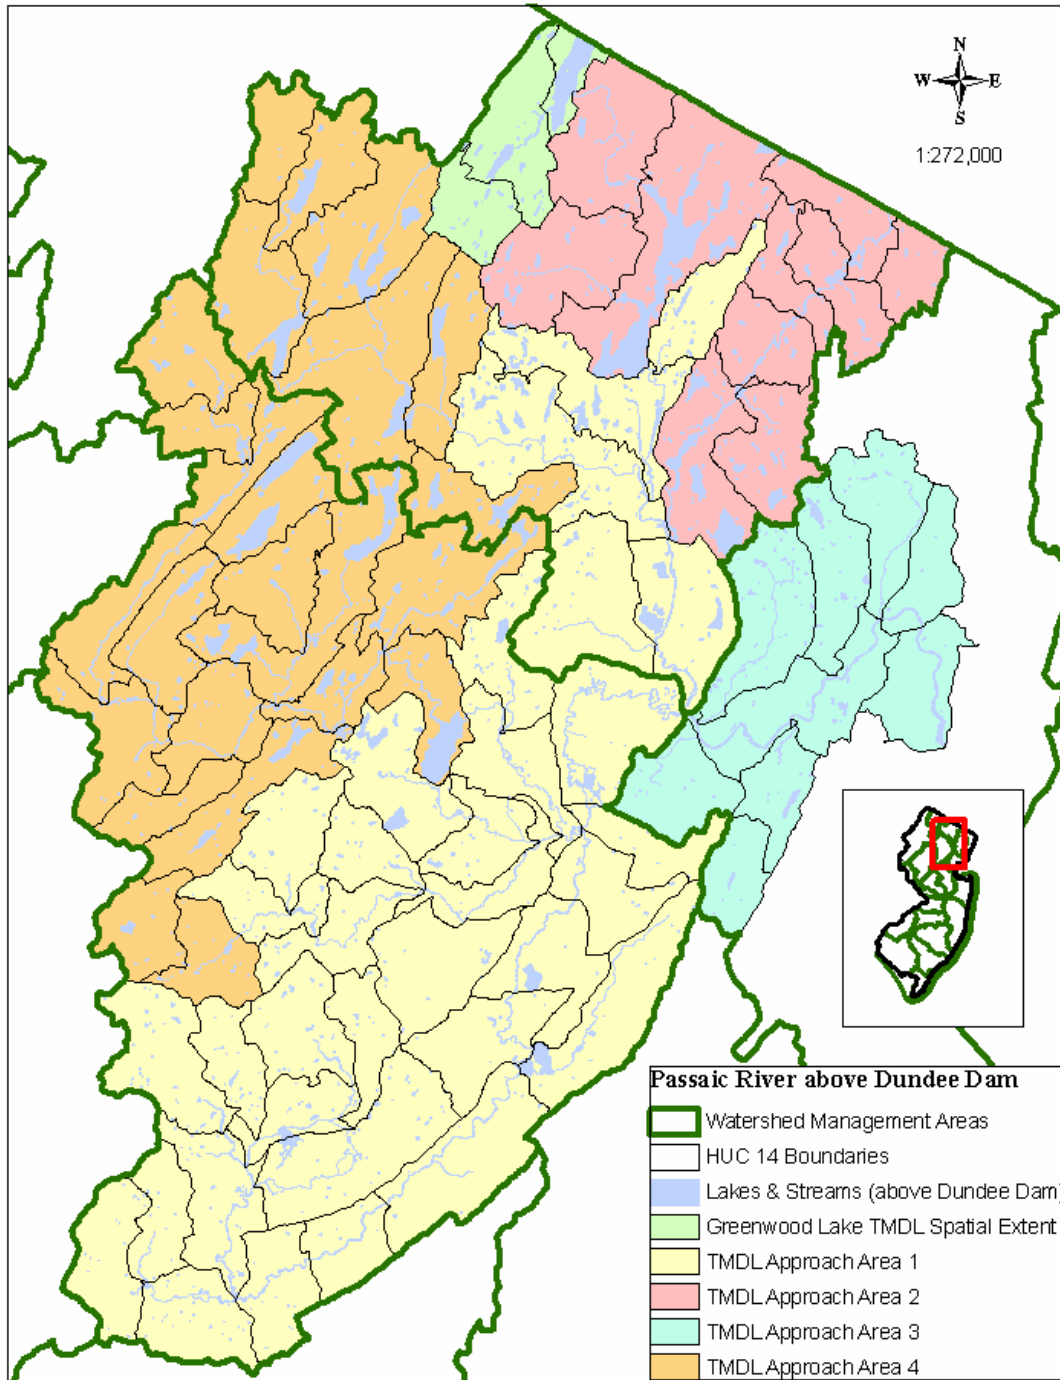 N
W E
S
1:272,000
Passaic River above Dundee Dam
Watershed Management Areas
HUC 14 Boundaries
Lakes & Streams (above Dundee Dam)
Greenwood Lake TMDL Spatial Extent
TMDL Approach Area 1
TMDL Approach Area 2
TMDL Approach Area 3
TMDL Approach Area 4